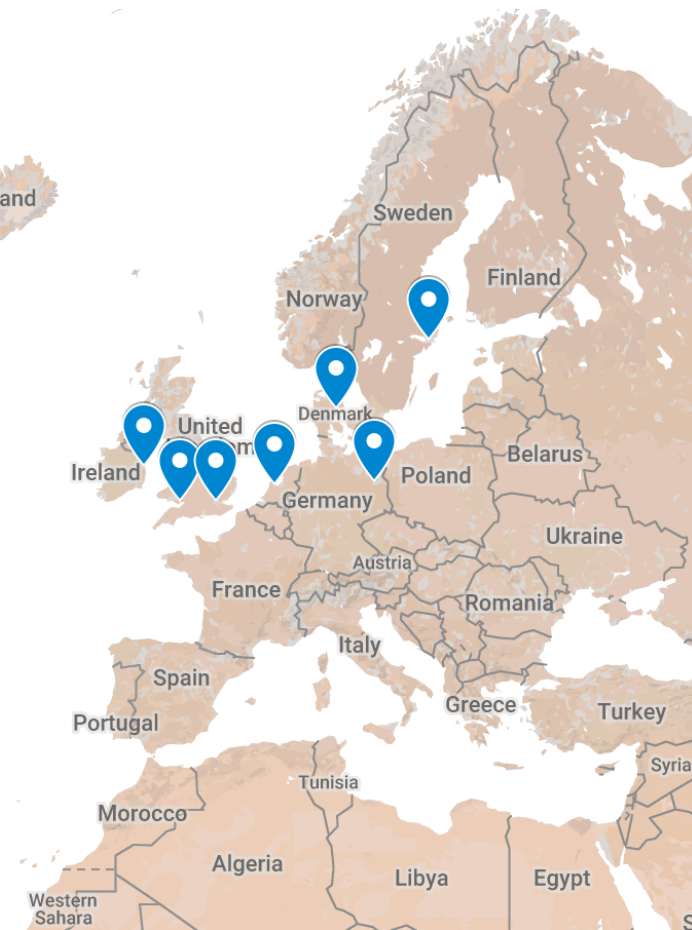 and
Sweden
Finland
Norway
Denmark
United
m
Ireland
Belarus
Poland
Germany
Ukraine
Austria
France
Romania
Italy
Spain
Greece
Turkey
Portugal
Syria
Tunisia
Morocco
Algeria
Libya
Egypt
Western
Sahara
S